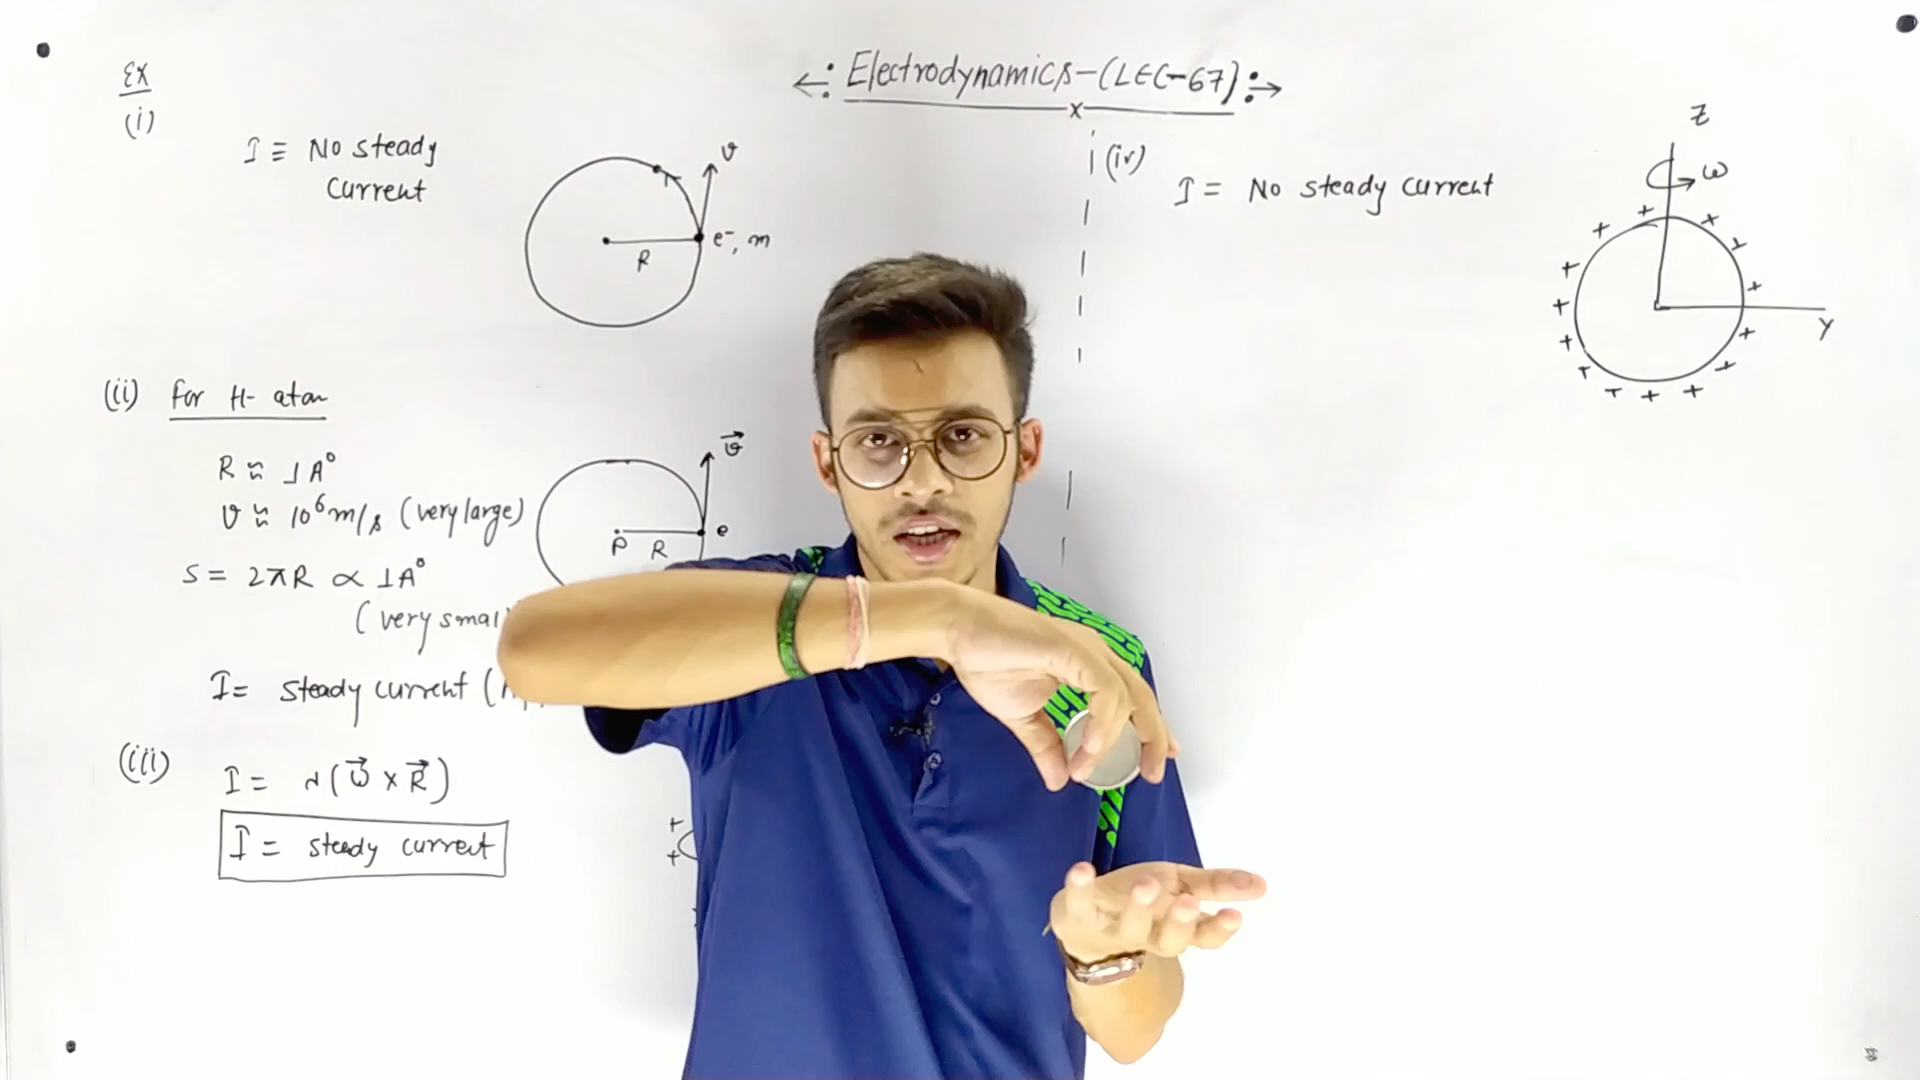 ←: Electrodynamics-(LEC-67) :→
x
Ex
(i)
I ≡ No steady
current
v
R
e⁻, m
(ii) for H-atom
R ≈ 1A°
v ≈ 10⁶m/s (very large)
S = 2πR ∝ 1A°
(very small
I = steady current
v⃗
P
R
e
(iii)
I = λ(ω⃗ × R⃗)
I = steady current
+
+
(iv)
I = No steady current
Z
ω
Y
+ + + + + + + + + + + + + + +